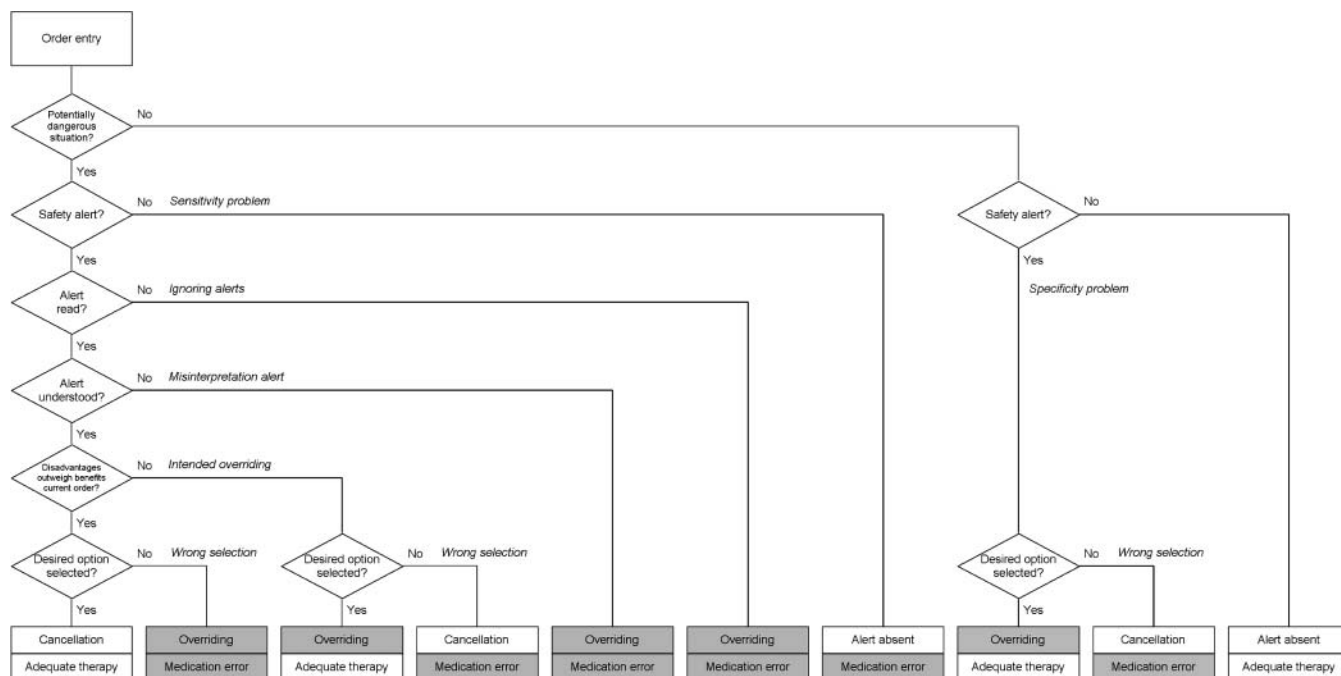 Order entry
Potentially
dangerous
situation?
No
Yes
Safety alert?
No
Sensitivity problem
Safety alert?
No
Yes
Yes
Alert
read?
No
Ignoring alerts
Specificity problem
Yes
Alert
understood?
No
Misinterpretation alert
Yes
Disadvantages
outweigh benefits
current order?
No
Intended overriding
Yes
Desired option
selected?
No
Wrong selection
Desired option
selected?
No
Wrong selection
Desired option
selected?
No
Wrong selection
Yes
Yes
Yes
Cancellation
Overriding
Overriding
Cancellation
Overriding
Overriding
Alert absent
Overriding
Cancellation
Alert absent
Adequate therapy
Medication error
Adequate therapy
Medication error
Medication error
Medication error
Medication error
Adequate therapy
Medication error
Adequate therapy